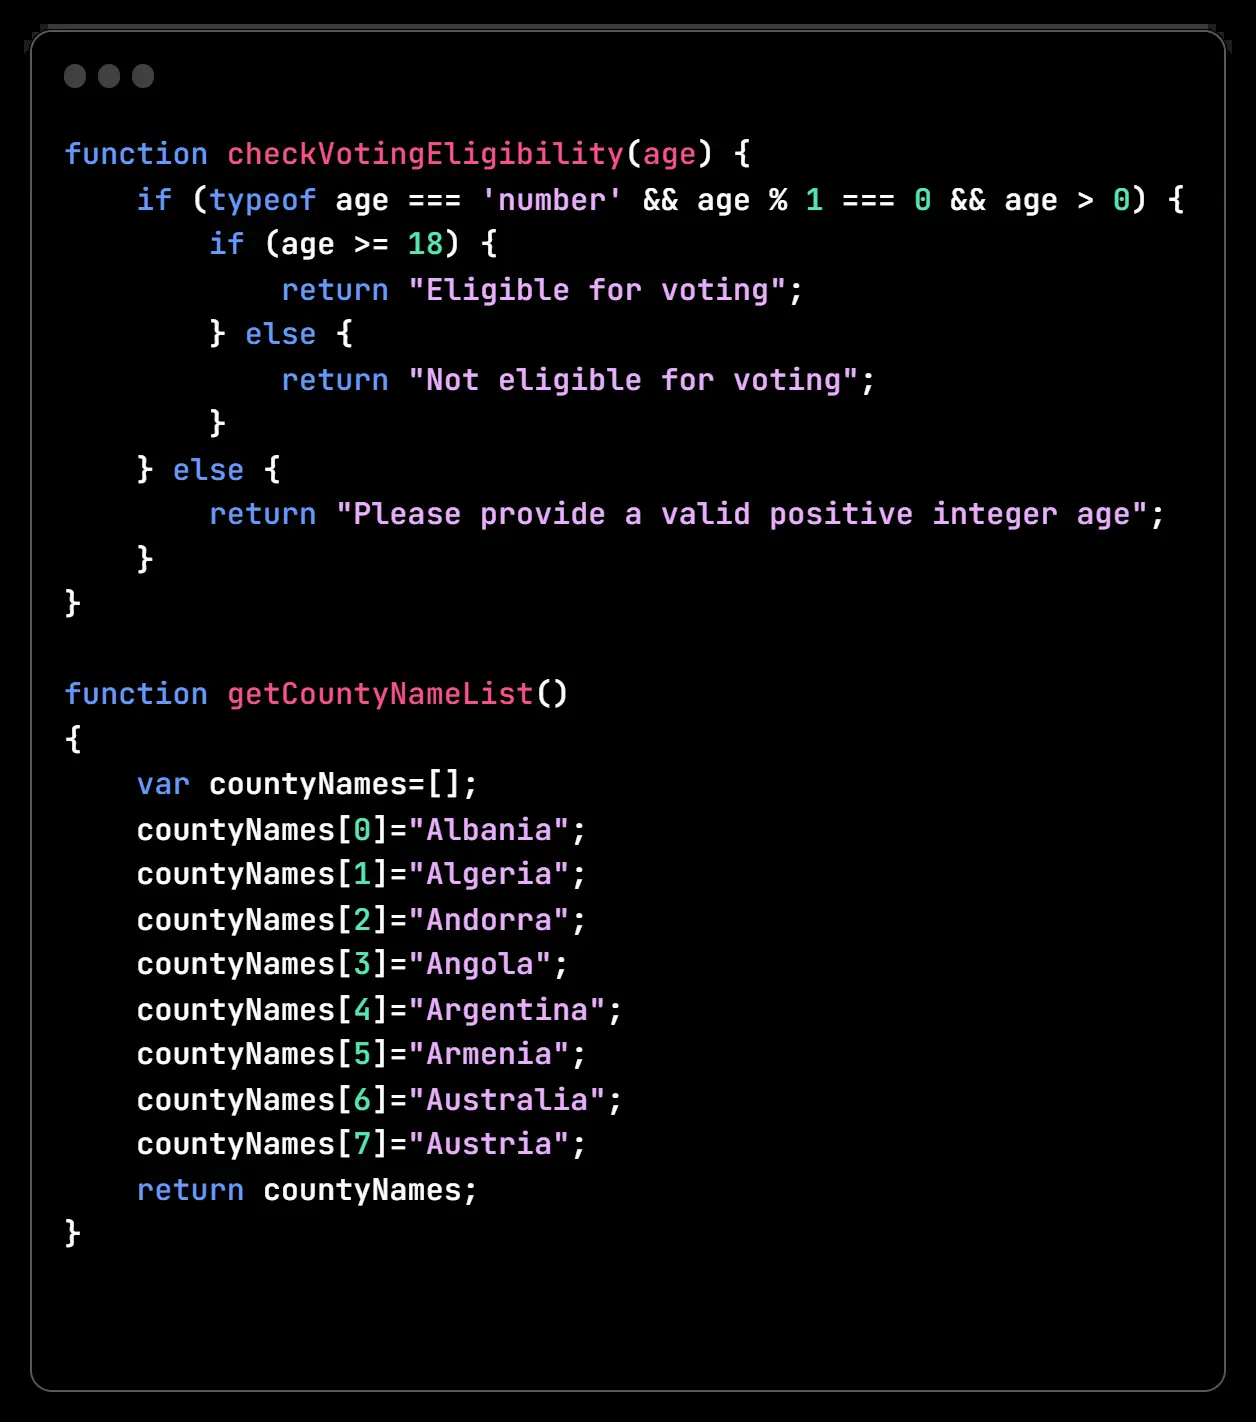 function checkVotingEligibility(age) {
    if (typeof age === 'number' && age % 1 === 0 && age > 0) {
        if (age >= 18) {
            return "Eligible for voting";
        } else {
            return "Not eligible for voting";
        }
    } else {
        return "Please provide a valid positive integer age";
    }
}

function getCountyNameList()
{
    var countyNames=[];
    countyNames[0]="Albania";
    countyNames[1]="Algeria";
    countyNames[2]="Andorra";
    countyNames[3]="Angola";
    countyNames[4]="Argentina";
    countyNames[5]="Armenia";
    countyNames[6]="Australia";
    countyNames[7]="Austria";
    return countyNames;
}